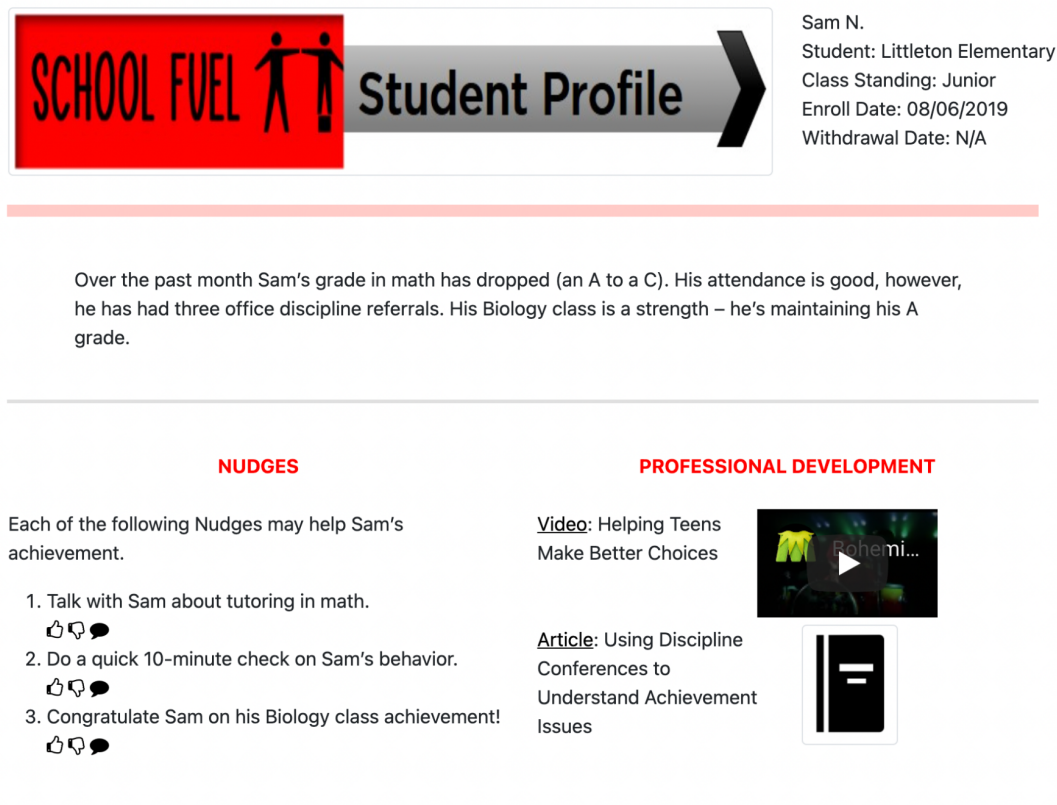 SCHOOL FUEL
Student Profile
Sam N.
Student: Littleton Elementary
Class Standing: Junior
Enroll Date: 08/06/2019
Withdrawal Date: N/A
Over the past month Sam’s grade in math has dropped (an A to a C). His attendance is good, however,
he has had three office discipline referrals. His Biology class is a strength – he’s maintaining his A
grade.
NUDGES
Each of the following Nudges may help Sam’s
achievement.
1. Talk with Sam about tutoring in math.
2. Do a quick 10-minute check on Sam’s behavior.
3. Congratulate Sam on his Biology class achievement!
PROFESSIONAL DEVELOPMENT
Video: Helping Teens
Make Better Choices
Bohemi...
Article: Using Discipline
Conferences to
Understand Achievement
Issues